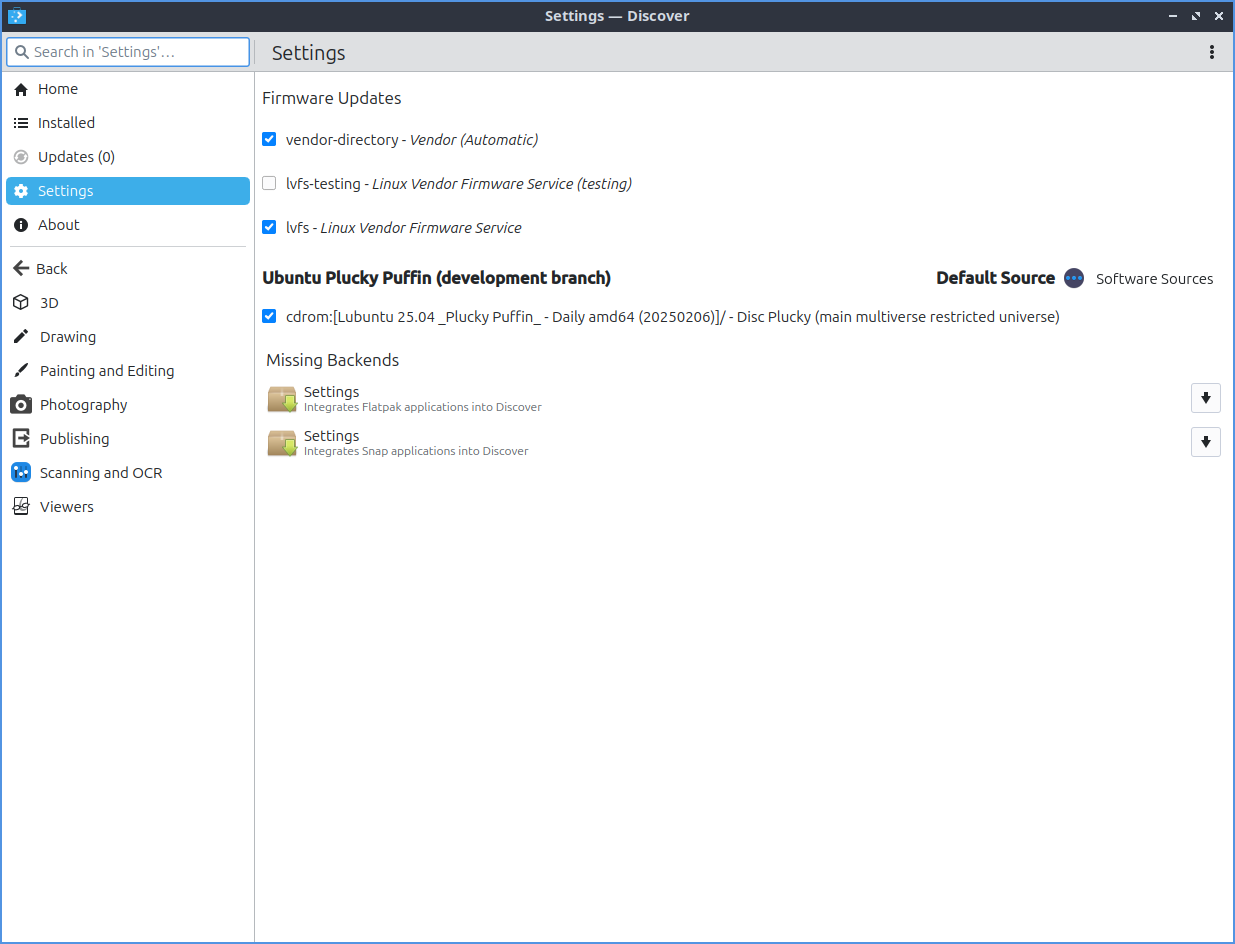 Settings — Discover
Search in 'Settings'...
Settings
Home
Installed
Updates (0)
Settings
About
Back
3D
Drawing
Painting and Editing
Photography
Publishing
Scanning and OCR
Viewers
Firmware Updates
vendor-directory - Vendor (Automatic)
lvfs-testing - Linux Vendor Firmware Service (testing)
lvfs - Linux Vendor Firmware Service
Ubuntu Plucky Puffin (development branch) Default Source Software Sources
cdrom:[Lubuntu 25.04 _Plucky Puffin_ - Daily amd64 (20250206)]/ - Disc Plucky (main multiverse restricted universe)
Missing Backends
Settings
Integrates Flatpak applications into Discover
Settings
Integrates Snap applications into Discover